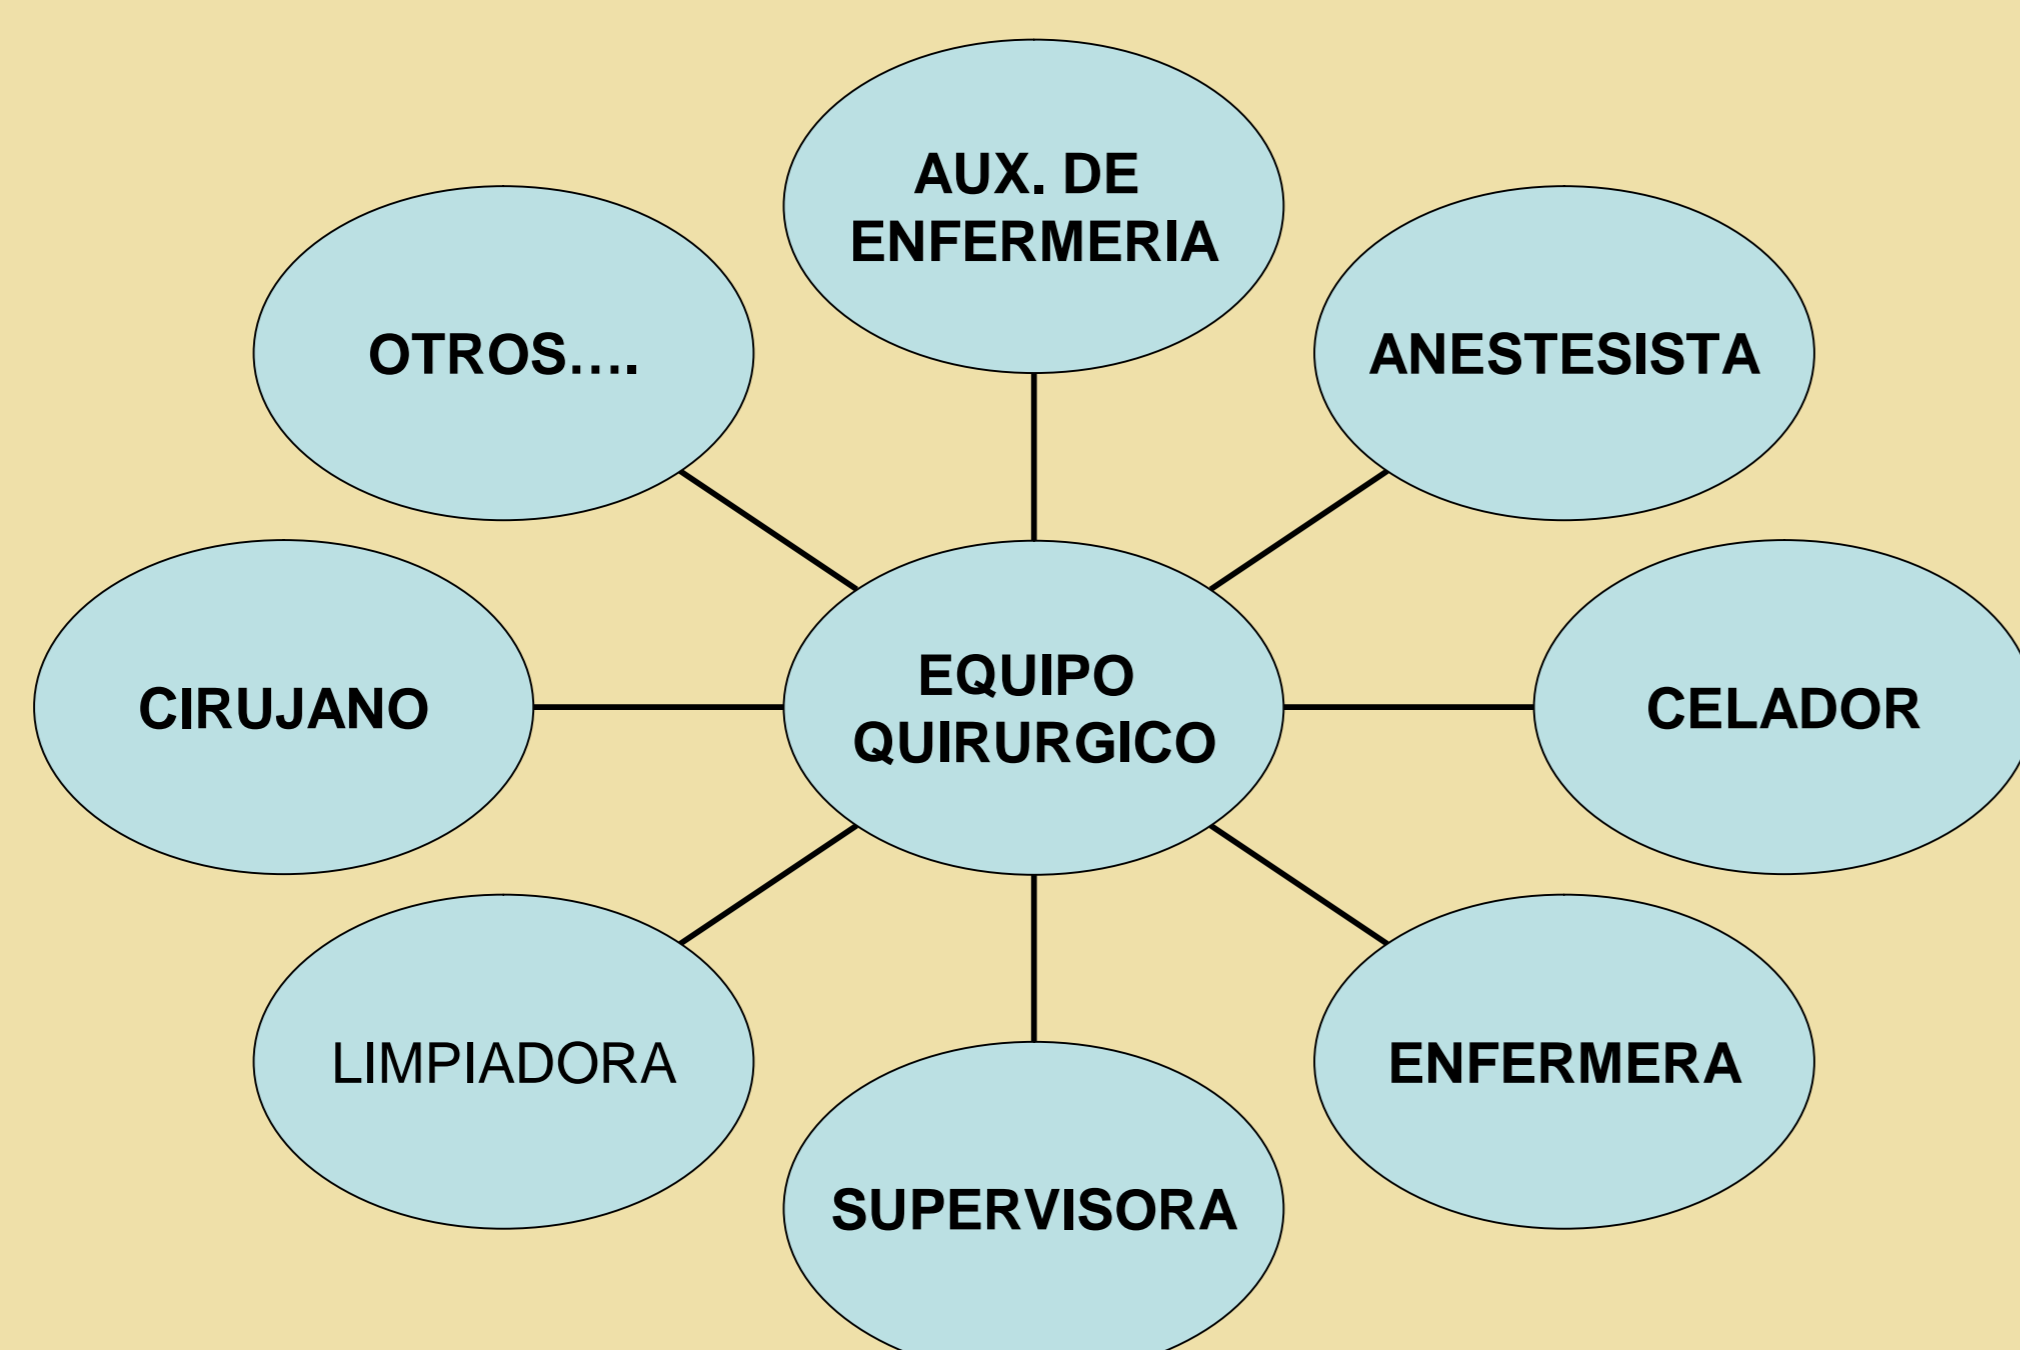 AUX. DE
ENFERMERIA
OTROS….
ANESTESISTA
EQUIPO
QUIRURGICO
CIRUJANO
CELADOR
LIMPIADORA
ENFERMERA
SUPERVISORA